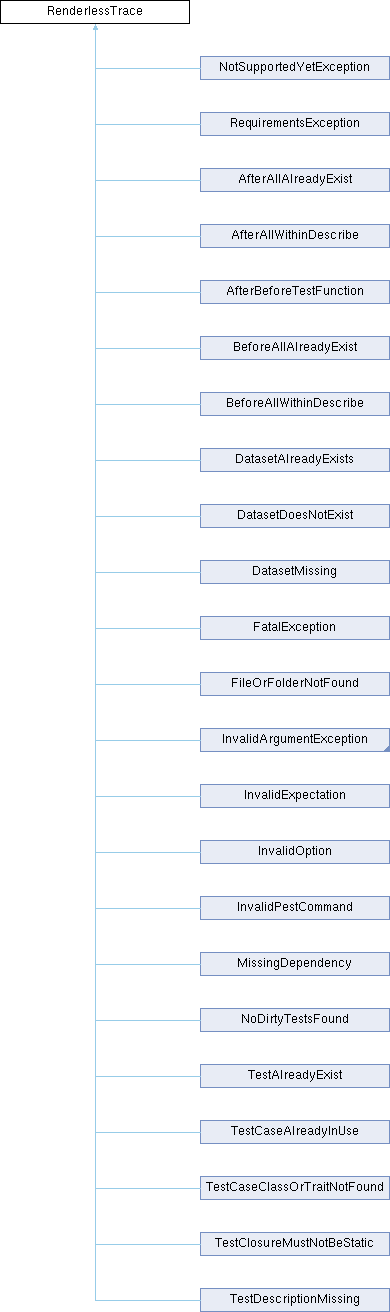 RenderlessTrace
NotSupportedYetException
RequirementsException
AfterAllAlreadyExist
AfterAllWithinDescribe
AfterBeforeTestFunction
BeforeAllAlreadyExist
BeforeAllWithinDescribe
DatasetAlreadyExists
DatasetDoesNotExist
DatasetMissing
FatalException
FileOrFolderNotFound
InvalidArgumentException
InvalidExpectation
InvalidOption
InvalidPestCommand
MissingDependency
NoDirtyTestsFound
TestAlreadyExist
TestCaseAlreadyInUse
TestCaseClassOrTraitNotFound
TestClosureMustNotBeStatic
TestDescriptionMissing